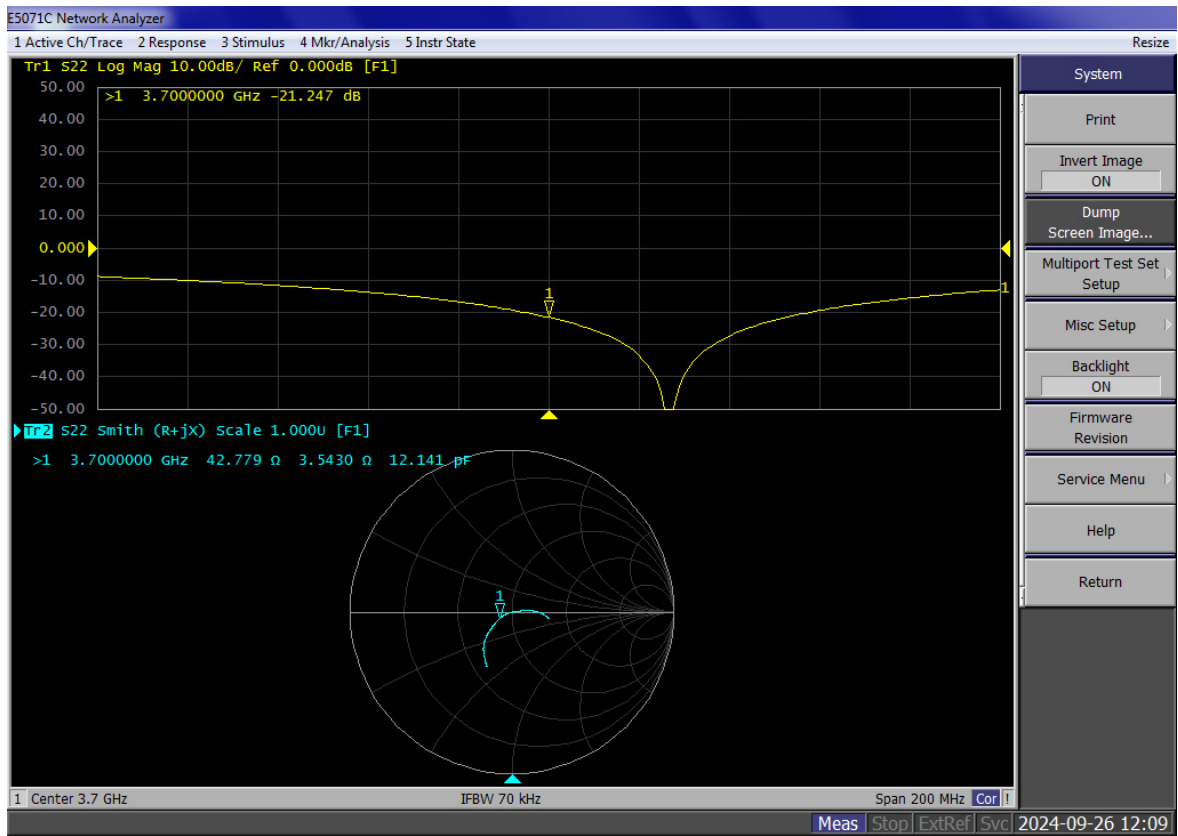 E5071C Network Analyzer
1 Active Ch/Trace 2 Response 3 Stimulus 4 Mkr/Analysis 5 Instr State Resize
Tr1 S22 Log Mag 10.00dB/ Ref 0.000dB [F1]
50.00
>1 3.7000000 GHz -21.247 dB
40.00
30.00
20.00
10.00
0.000
-10.00
1
1
-20.00
-30.00
-40.00
-50.00
Tr2 S22 Smith (R+jX) Scale 1.000U [F1]
>1 3.7000000 GHz 42.779 Ω 3.5430 Ω 12.141 pF
1
1 Center 3.7 GHz IFBW 70 kHz Span 200 MHz Cor !
System
Print
Invert Image
ON
Dump
Screen Image...
Multiport Test Set
Setup
Misc Setup
Backlight
ON
Firmware
Revision
Service Menu
Help
Return
Meas Stop ExtRef Svc 2024-09-26 12:09